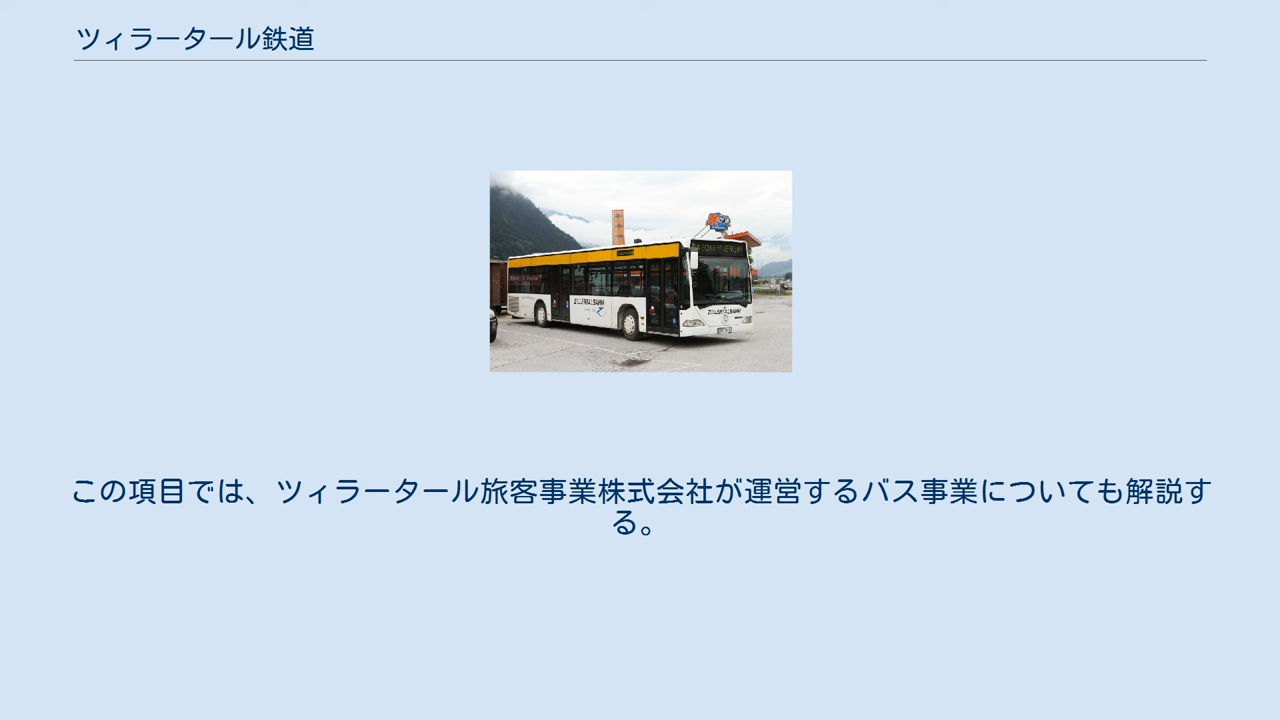 ツィラータール鉄道
ZILLERTALBAHN
ZILLERTALBAHN
この項目では、ツィラータール旅客事業株式会社が運営するバス事業についても解説す
る。